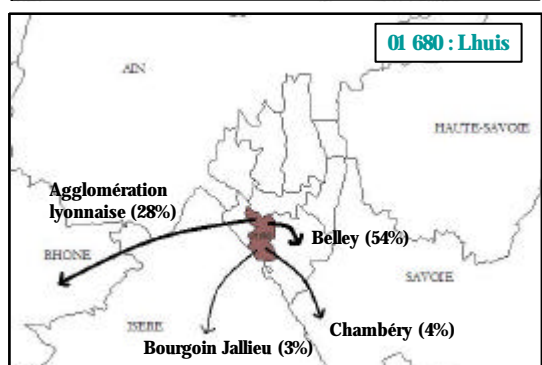 01 680 : Lhuis
AIN
HAUTE-SAVOIE
Agglomération
lyonnaise (28%)
Belley (54%)
RHONE
SAVOIE
ISERE
Chambéry (4%)
Bourgoin Jallieu (3%)